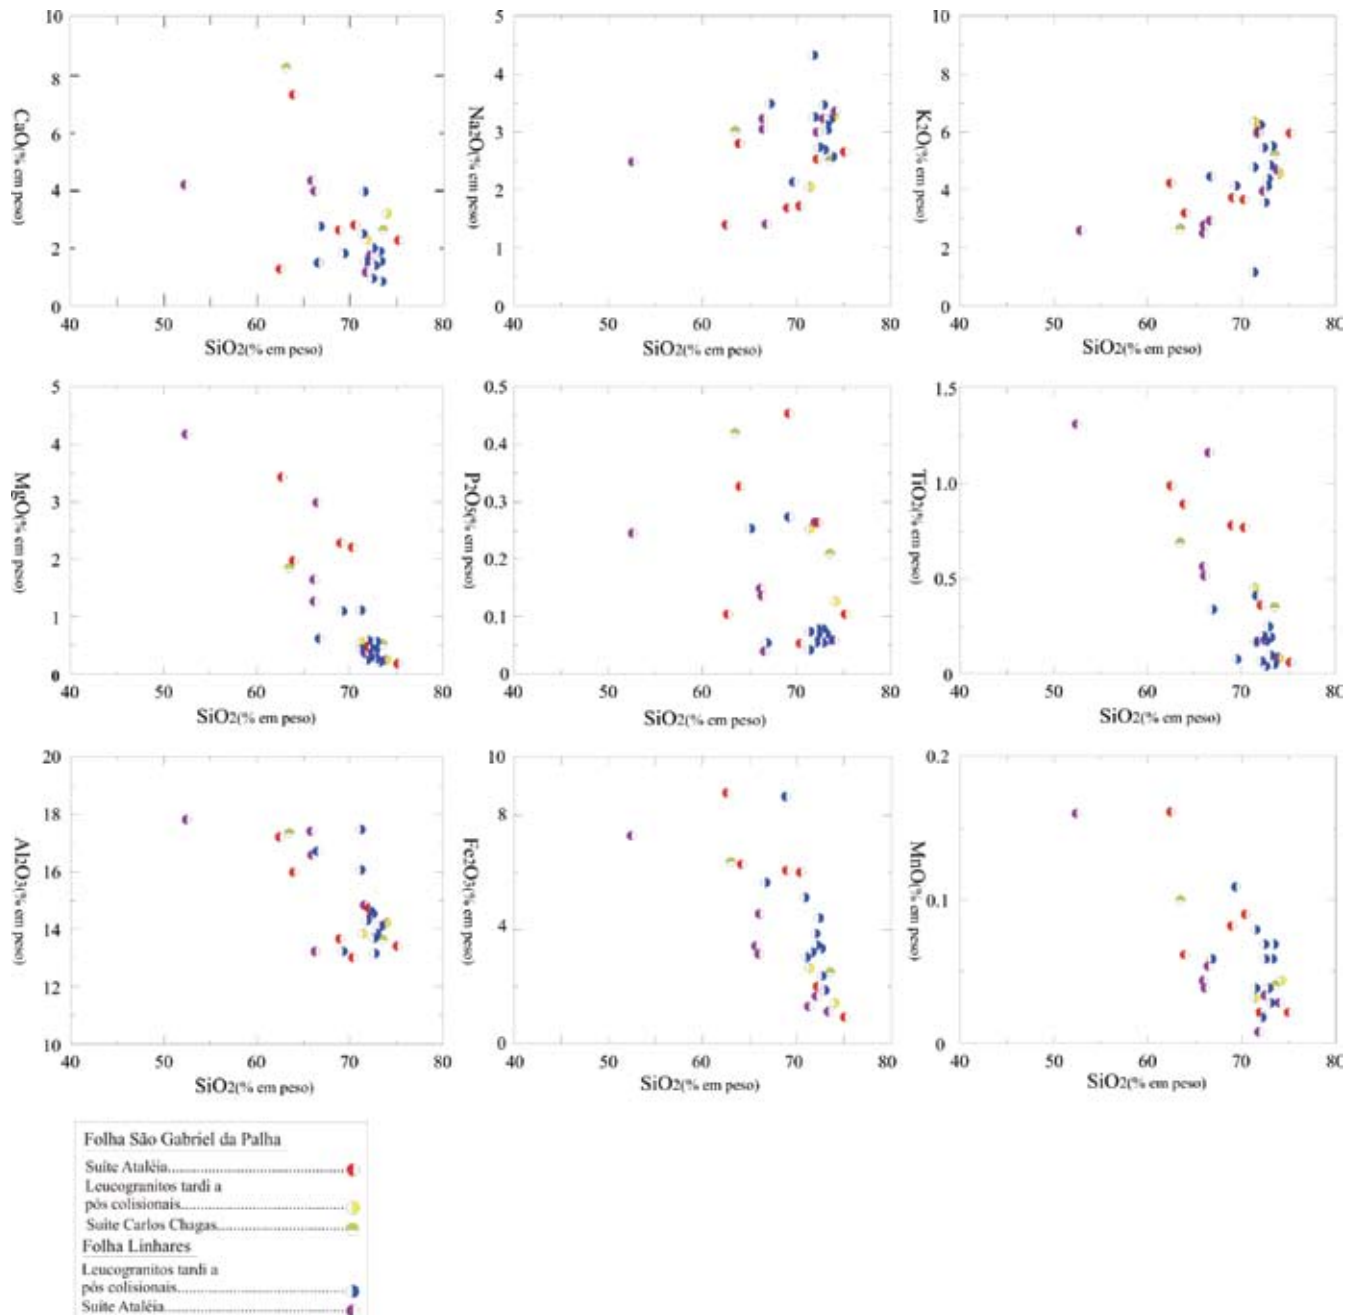 10
8
6
4
2
0
CaO(% em peso)
40 50 60 70 80
SiO2(% em peso)
5
4
3
2
1
0
Na2O(% em peso)
40 50 60 70 80
SiO2(% em peso)
10
8
6
4
2
0
K2O(% em peso)
40 50 60 70 80
SiO2(% em peso)
5
4
3
2
1
0
MgO(% em peso)
40 50 60 70 80
SiO2(% em peso)
0.5
0.4
0.3
0.2
0.1
0
P2O5(% em peso)
40 50 60 70 80
SiO2(% em peso)
1.5
1.0
0.5
0
TiO2(% em peso)
40 50 60 70 80
SiO2(% em peso)
20
18
16
14
12
10
Al2O3(% em peso)
40 50 60 70 80
SiO2(% em peso)
10
8
6
4
2
0
Fe2O3(% em peso)
40 50 60 70 80
SiO2(% em peso)
0.2
0.1
0
MnO(% em peso)
40 50 60 70 80
SiO2(% em peso)
Folha São Gabriel da Palha
Suíte Ataléia
Leucogranitos tardi a
pós colisionais
Suíte Carlos Chagas
Folha Linhares
Leucogranitos tardi a
pós colisionais
Suíte Ataléia